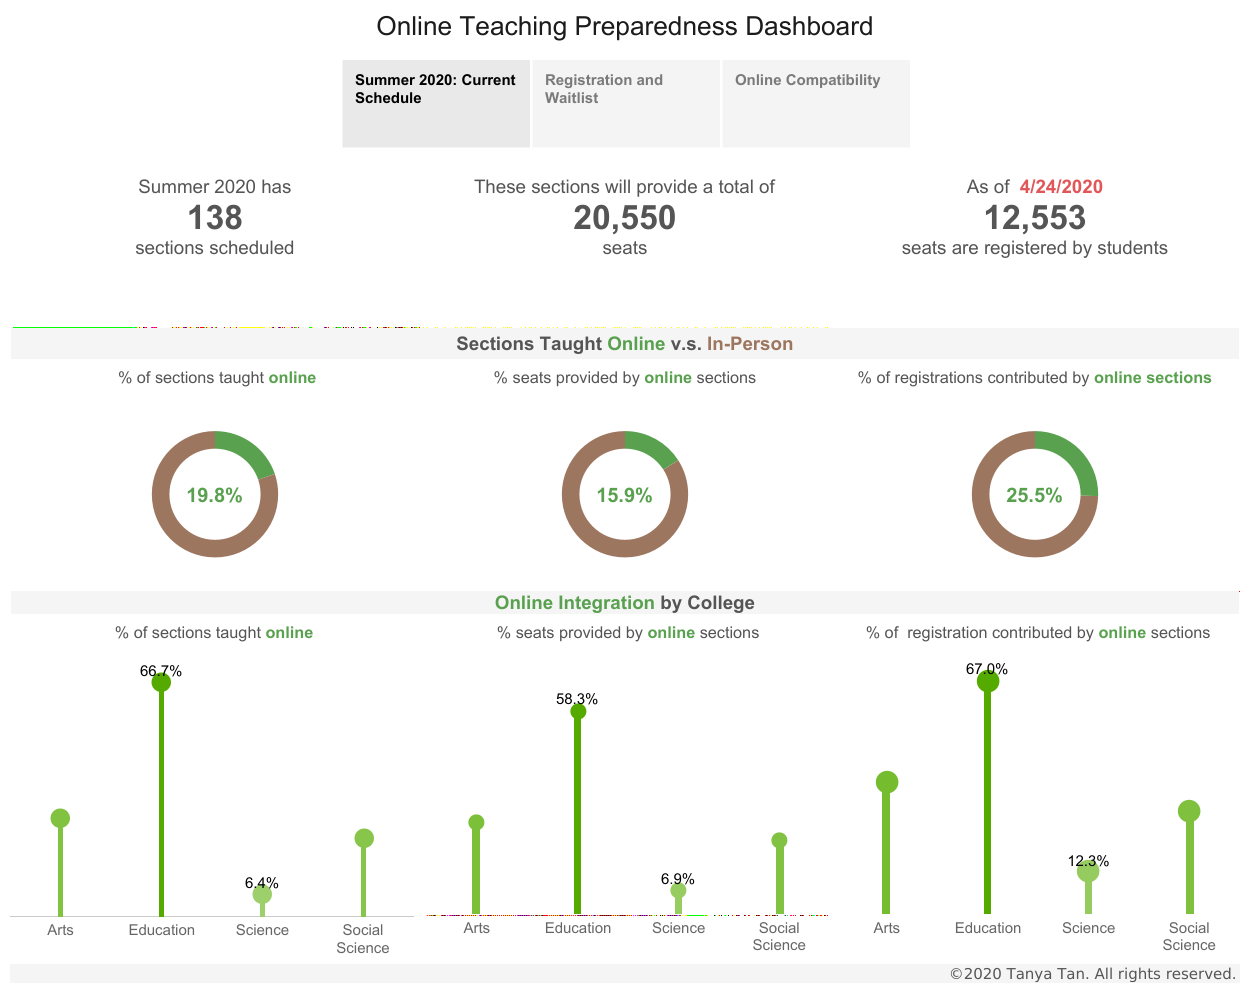 Online Teaching Preparedness Dashboard
Summer 2020: Current
Schedule
Registration and
Waitlist
Online Compatibility
Summer 2020 has
138
sections scheduled
These sections will provide a total of
20,550
seats
As of 4/24/2020
12,553
seats are registered by students
Sections Taught Online v.s. In-Person
% of sections taught online
% seats provided by online sections
% of registrations contributed by online sections
19.8%
15.9%
25.5%
Online Integration by College
% of sections taught online
% seats provided by online sections
% of  registration contributed by online sections
66.7%
6.4%
Arts
Education
Science
Social
Science
58.3%
6.9%
Arts
Education
Science
Social
Science
67.0%
12.3%
Arts
Education
Science
Social
Science
©2020 Tanya Tan. All rights reserved.